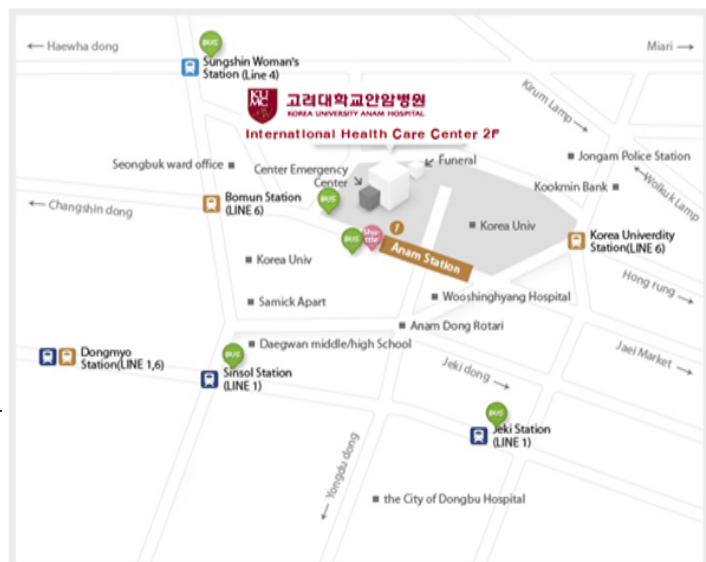 ← Haewha dong
Miari →
BUS
Sungshin Woman's
Station (Line 4)
Kirum Lamp →
KU
MC
고려대학교안암병원
KOREA UNIVERSITY ANAM HOSPITAL
International Health Care Center 2F
Funeral
Jongam Police Station
Seongbuk ward office
Center Emergency
Center
Kookmin Bank
← Wolkuk Lamp
Bomun Station
(LINE 6)
BUS
← Changshin dong
1
Korea Univ
Korea Univerdity
Station(LINE 6)
BUS
Shu-
ttle
Anam Station
Korea Univ
Hong rung →
Samick Apart
Wooshinghyang Hospital
Anam Dong Rotari
Daegwan middle/high School
Jaei Market →
Dongmyo
Station(LINE 1,6)
BUS
Sinsol Station
(LINE 1)
Jeki dong →
BUS
Jeki Station
(LINE 1)
← Yongdu dong
the City of Dongbu Hospital